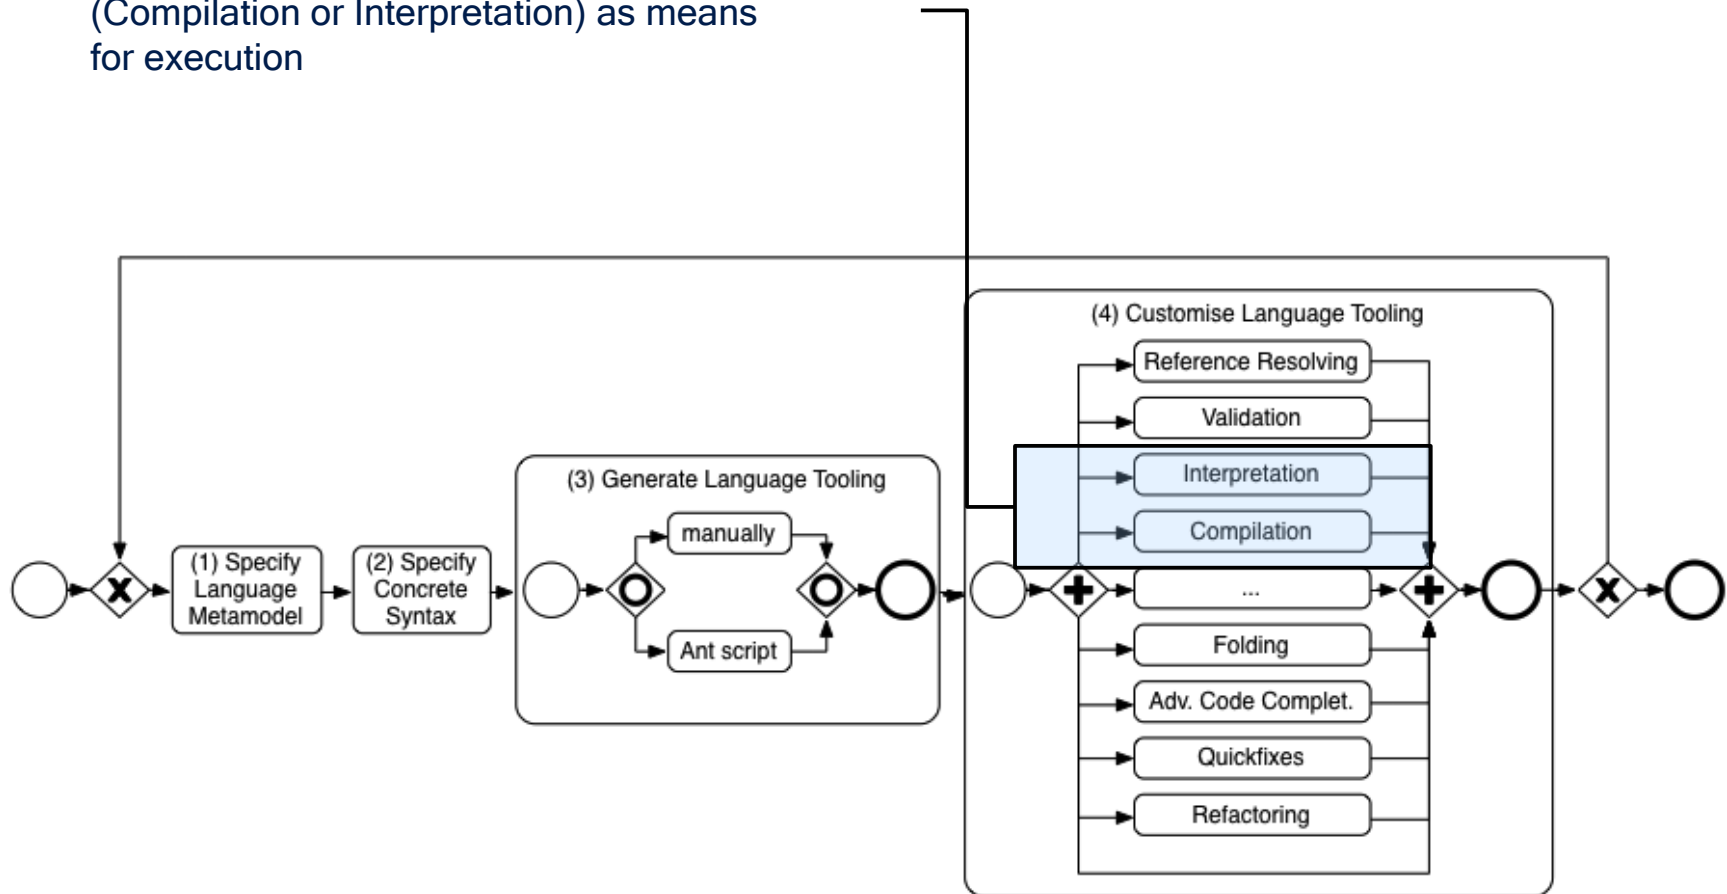 (Compilation or Interpretation) as means
for execution
(1) Specify
Language
Metamodel
(2) Specify
Concrete
Syntax
(3) Generate Language Tooling
manually
Ant script
(4) Customise Language Tooling
Reference Resolving
Validation
Interpretation
Compilation
...
Folding
Adv. Code Complet.
Quickfixes
Refactoring